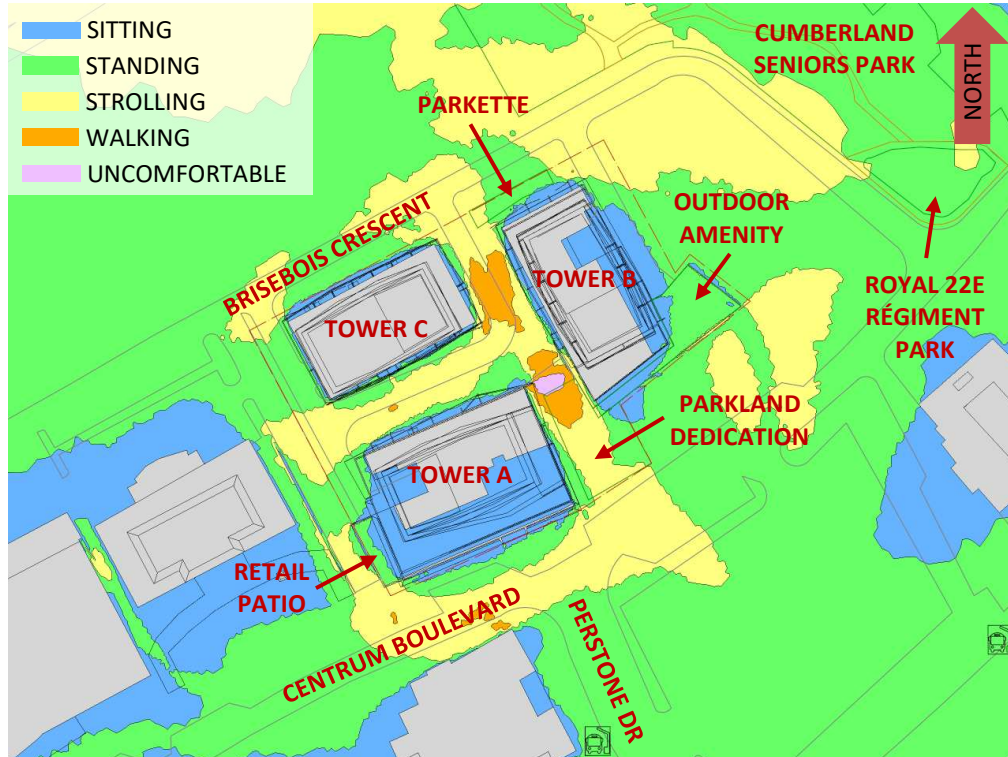 SITTING
STANDING
STROLLING
WALKING
UNCOMFORTABLE
CUMBERLAND
SENIORS PARK
NORTH
PARKETTE
OUTDOOR
AMENITY
BRISEBOIS CRESCENT
TOWER B
ROYAL 22E
RÉGIMENT
PARK
TOWER C
PARKLAND
DEDICATION
TOWER A
RETAIL
PATIO
CENTRUM BOULEVARD
PERSTONE DR